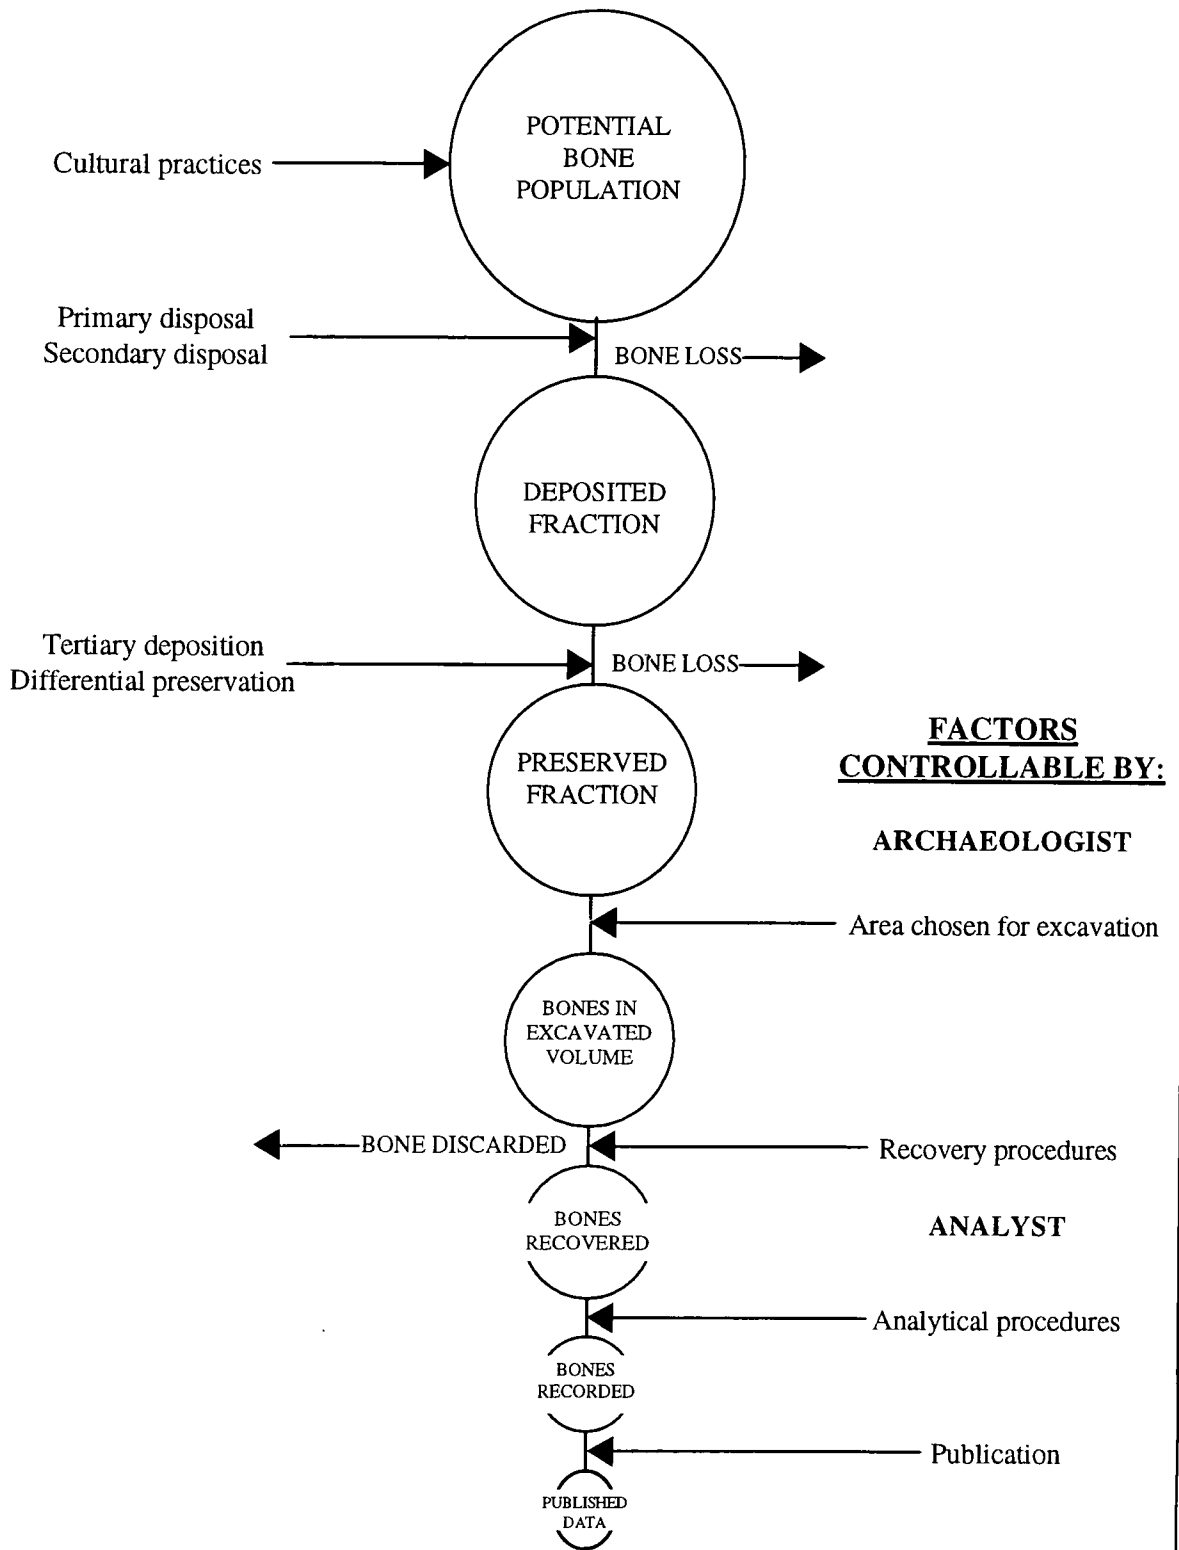 POTENTIAL
BONE
POPULATION
Cultural practices
Primary disposal
Secondary disposal
BONE LOSS
DEPOSITED
FRACTION
Tertiary deposition
Differential preservation
BONE LOSS
PRESERVED
FRACTION
FACTORS
CONTROLLABLE BY:
ARCHAEOLOGIST
Area chosen for excavation
BONES IN
EXCAVATED
VOLUME
BONE DISCARDED
Recovery procedures
BONES
RECOVERED
ANALYST
Analytical procedures
BONES
RECORDED
Publication
PUBLISHED
DATA